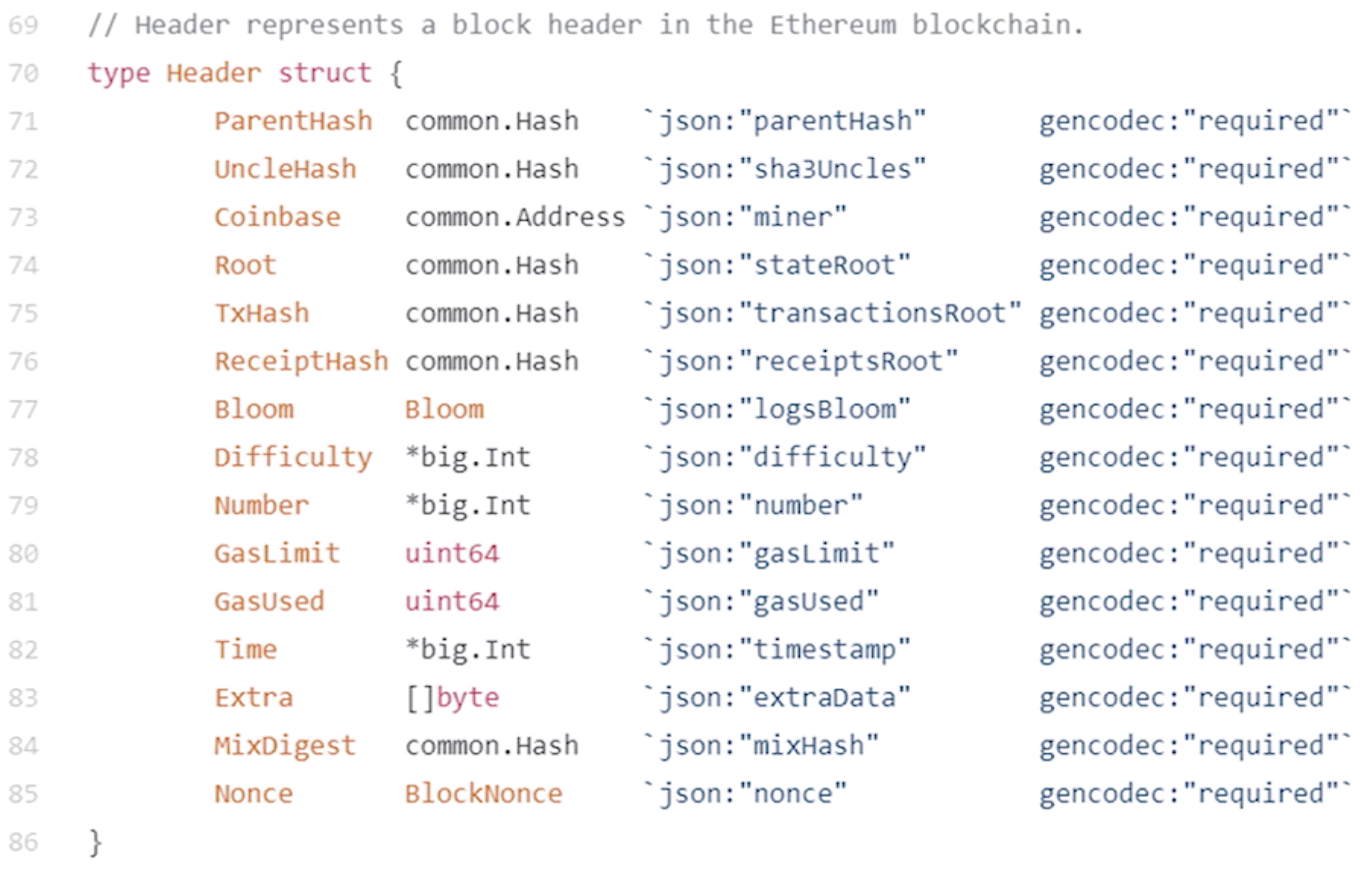 69 // Header represents a block header in the Ethereum blockchain.
70 type Header struct {
71 ParentHash common.Hash `json:"parentHash" gencodec:"required"`
72 UncleHash common.Hash `json:"sha3Uncles" gencodec:"required"`
73 Coinbase common.Address `json:"miner" gencodec:"required"`
74 Root common.Hash `json:"stateRoot" gencodec:"required"`
75 TxHash common.Hash `json:"transactionsRoot" gencodec:"required"`
76 ReceiptHash common.Hash `json:"receiptsRoot" gencodec:"required"`
77 Bloom Bloom `json:"logsBloom" gencodec:"required"`
78 Difficulty *big.Int `json:"difficulty" gencodec:"required"`
79 Number *big.Int `json:"number" gencodec:"required"`
80 GasLimit uint64 `json:"gasLimit" gencodec:"required"`
81 GasUsed uint64 `json:"gasUsed" gencodec:"required"`
82 Time *big.Int `json:"timestamp" gencodec:"required"`
83 Extra []byte `json:"extraData" gencodec:"required"`
84 MixDigest common.Hash `json:"mixHash" gencodec:"required"`
85 Nonce BlockNonce `json:"nonce" gencodec:"required"`
86 }